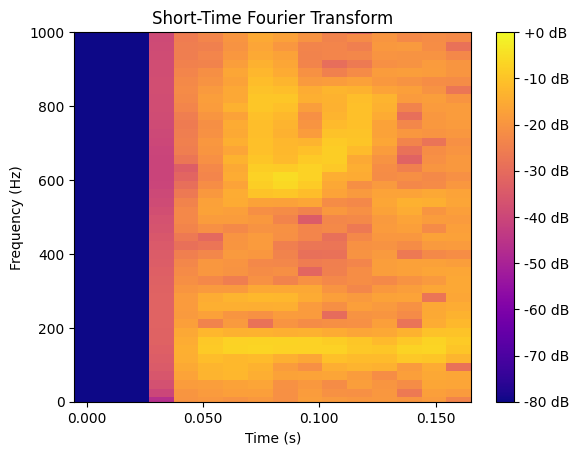 Short-Time Fourier Transform
1000
800
600
400
200
0
Frequency (Hz)
0.000
0.050
0.100
0.150
Time (s)
+0 dB
-10 dB
-20 dB
-30 dB
-40 dB
-50 dB
-60 dB
-70 dB
-80 dB